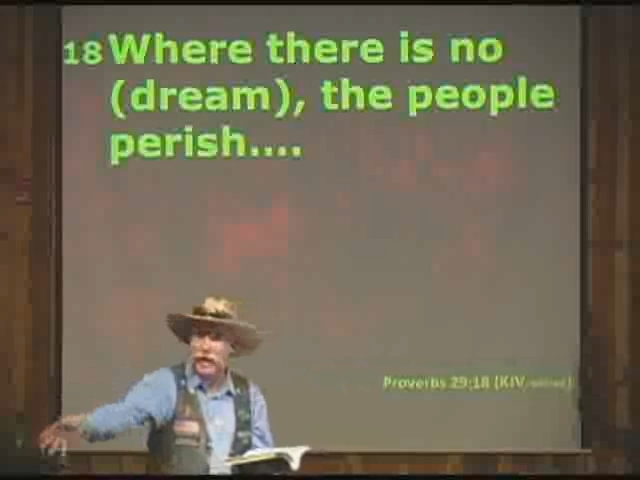 18 Where there is no
(dream), the people
perish....
Proverbs 29:18 (KJV